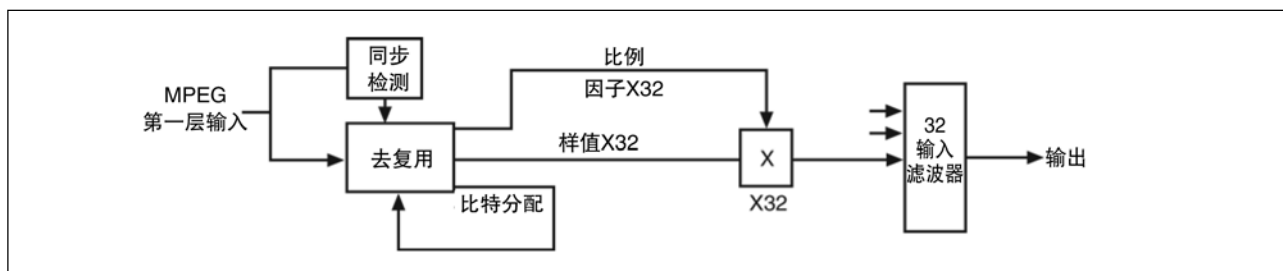 MPEG
第一层输入
同步
检测
去复用
比特分配
比例
因子X32
样值X32
X
X32
32
输入
滤波器
输出